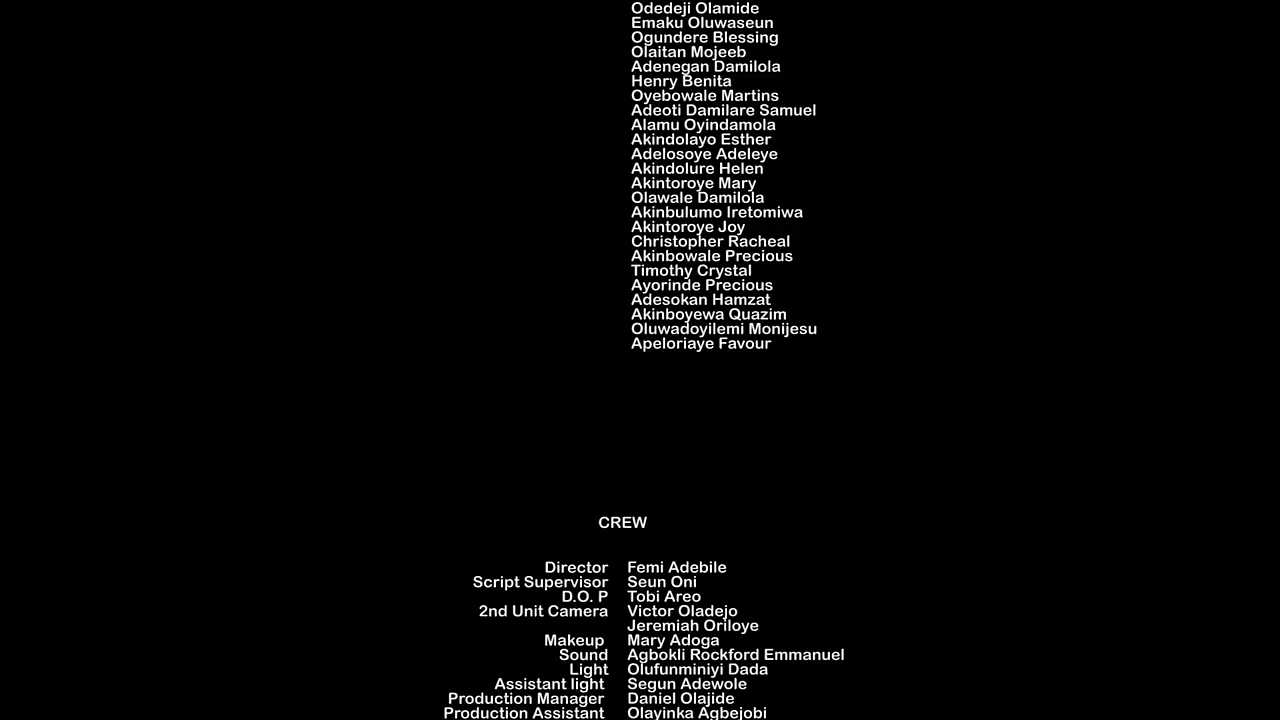 Odedeji Olamide
Emaku Oluwaseun
Ogundere Blessing
Olaitan Mojeeb
Adenegan Damilola
Henry Benita
Oyebowale Martins
Adeoti Damilare Samuel
Alamu Oyindamola
Akindolayo Esther
Adelosoye Adeleye
Akindolure Helen
Akintoroye Mary
Olawale Damilola
Akinbulumo Iretomiwa
Akintoroye Joy
Christopher Racheal
Akinbowale Precious
Timothy Crystal
Ayorinde Precious
Adesokan Hamzat
Akinboyewa Quazim
Oluwadoyilemi Monijesu
Apeloriaye Favour
CREW
Director Femi Adebile
Script Supervisor Seun Oni
D.O. P Tobi Areo
2nd Unit Camera Victor Oladejo
Jeremiah Oriloye
Makeup Mary Adoga
Sound Agbokli Rockford Emmanuel
Light Olufunminiyi Dada
Assistant light Segun Adewole
Production Manager Daniel Olajide
Production Assistant Olayinka Agbejobi